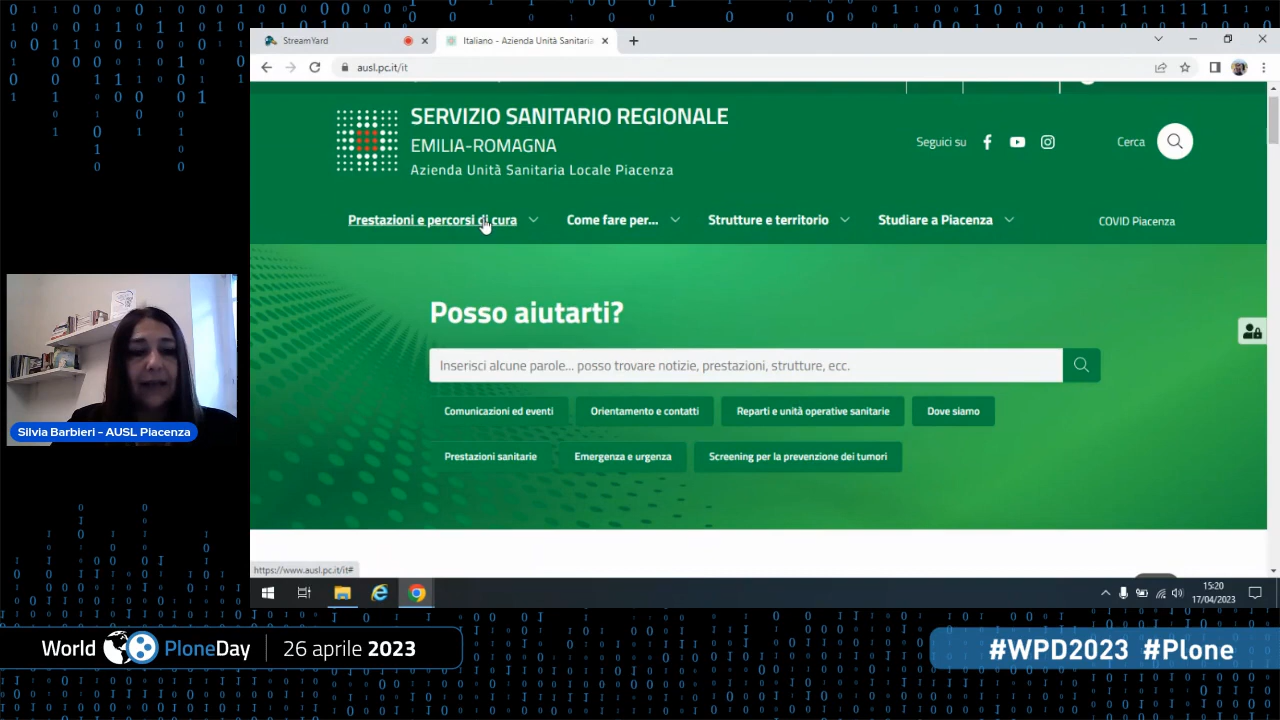 StreamYard
Italiano - Azienda Unità Sanitaria
ausl.pc.it/it
SERVIZIO SANITARIO REGIONALE
EMILIA-ROMAGNA
Azienda Unità Sanitaria Locale Piacenza
Seguici su
Cerca
Prestazioni e percorsi di cura
Come fare per...
Strutture e territorio
Studiare a Piacenza
COVID Piacenza
Posso aiutarti?
Inserisci alcune parole... posso trovare notizie, prestazioni, strutture, ecc.
Comunicazioni ed eventi
Orientamento e contatti
Reparti e unità operative sanitarie
Dove siamo
Prestazioni sanitarie
Emergenza e urgenza
Screening per la prevenzione dei tumori
Silvia Barbieri - AUSL Piacenza
https://www.ausl.pc.it/it#
15:20
17/04/2023
World PloneDay
26 aprile 2023
#WPD2023 #Plone